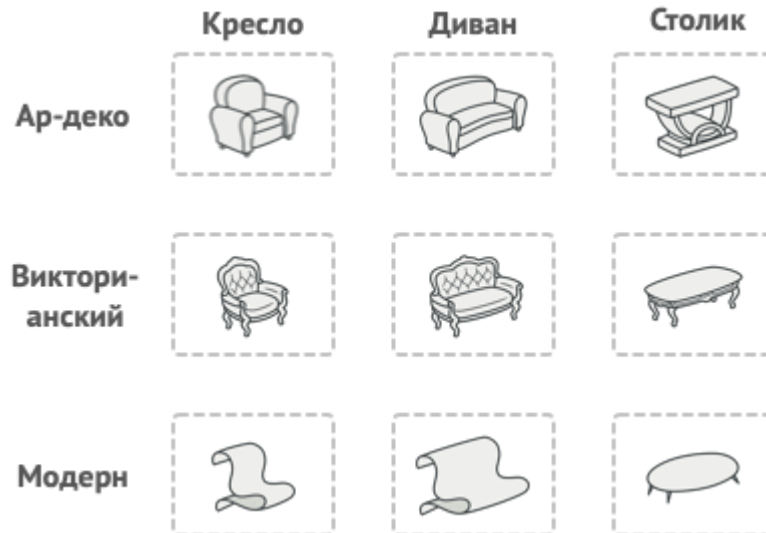 Кресло Диван Столик
Ар-деко
Виктори-
анский
Модерн